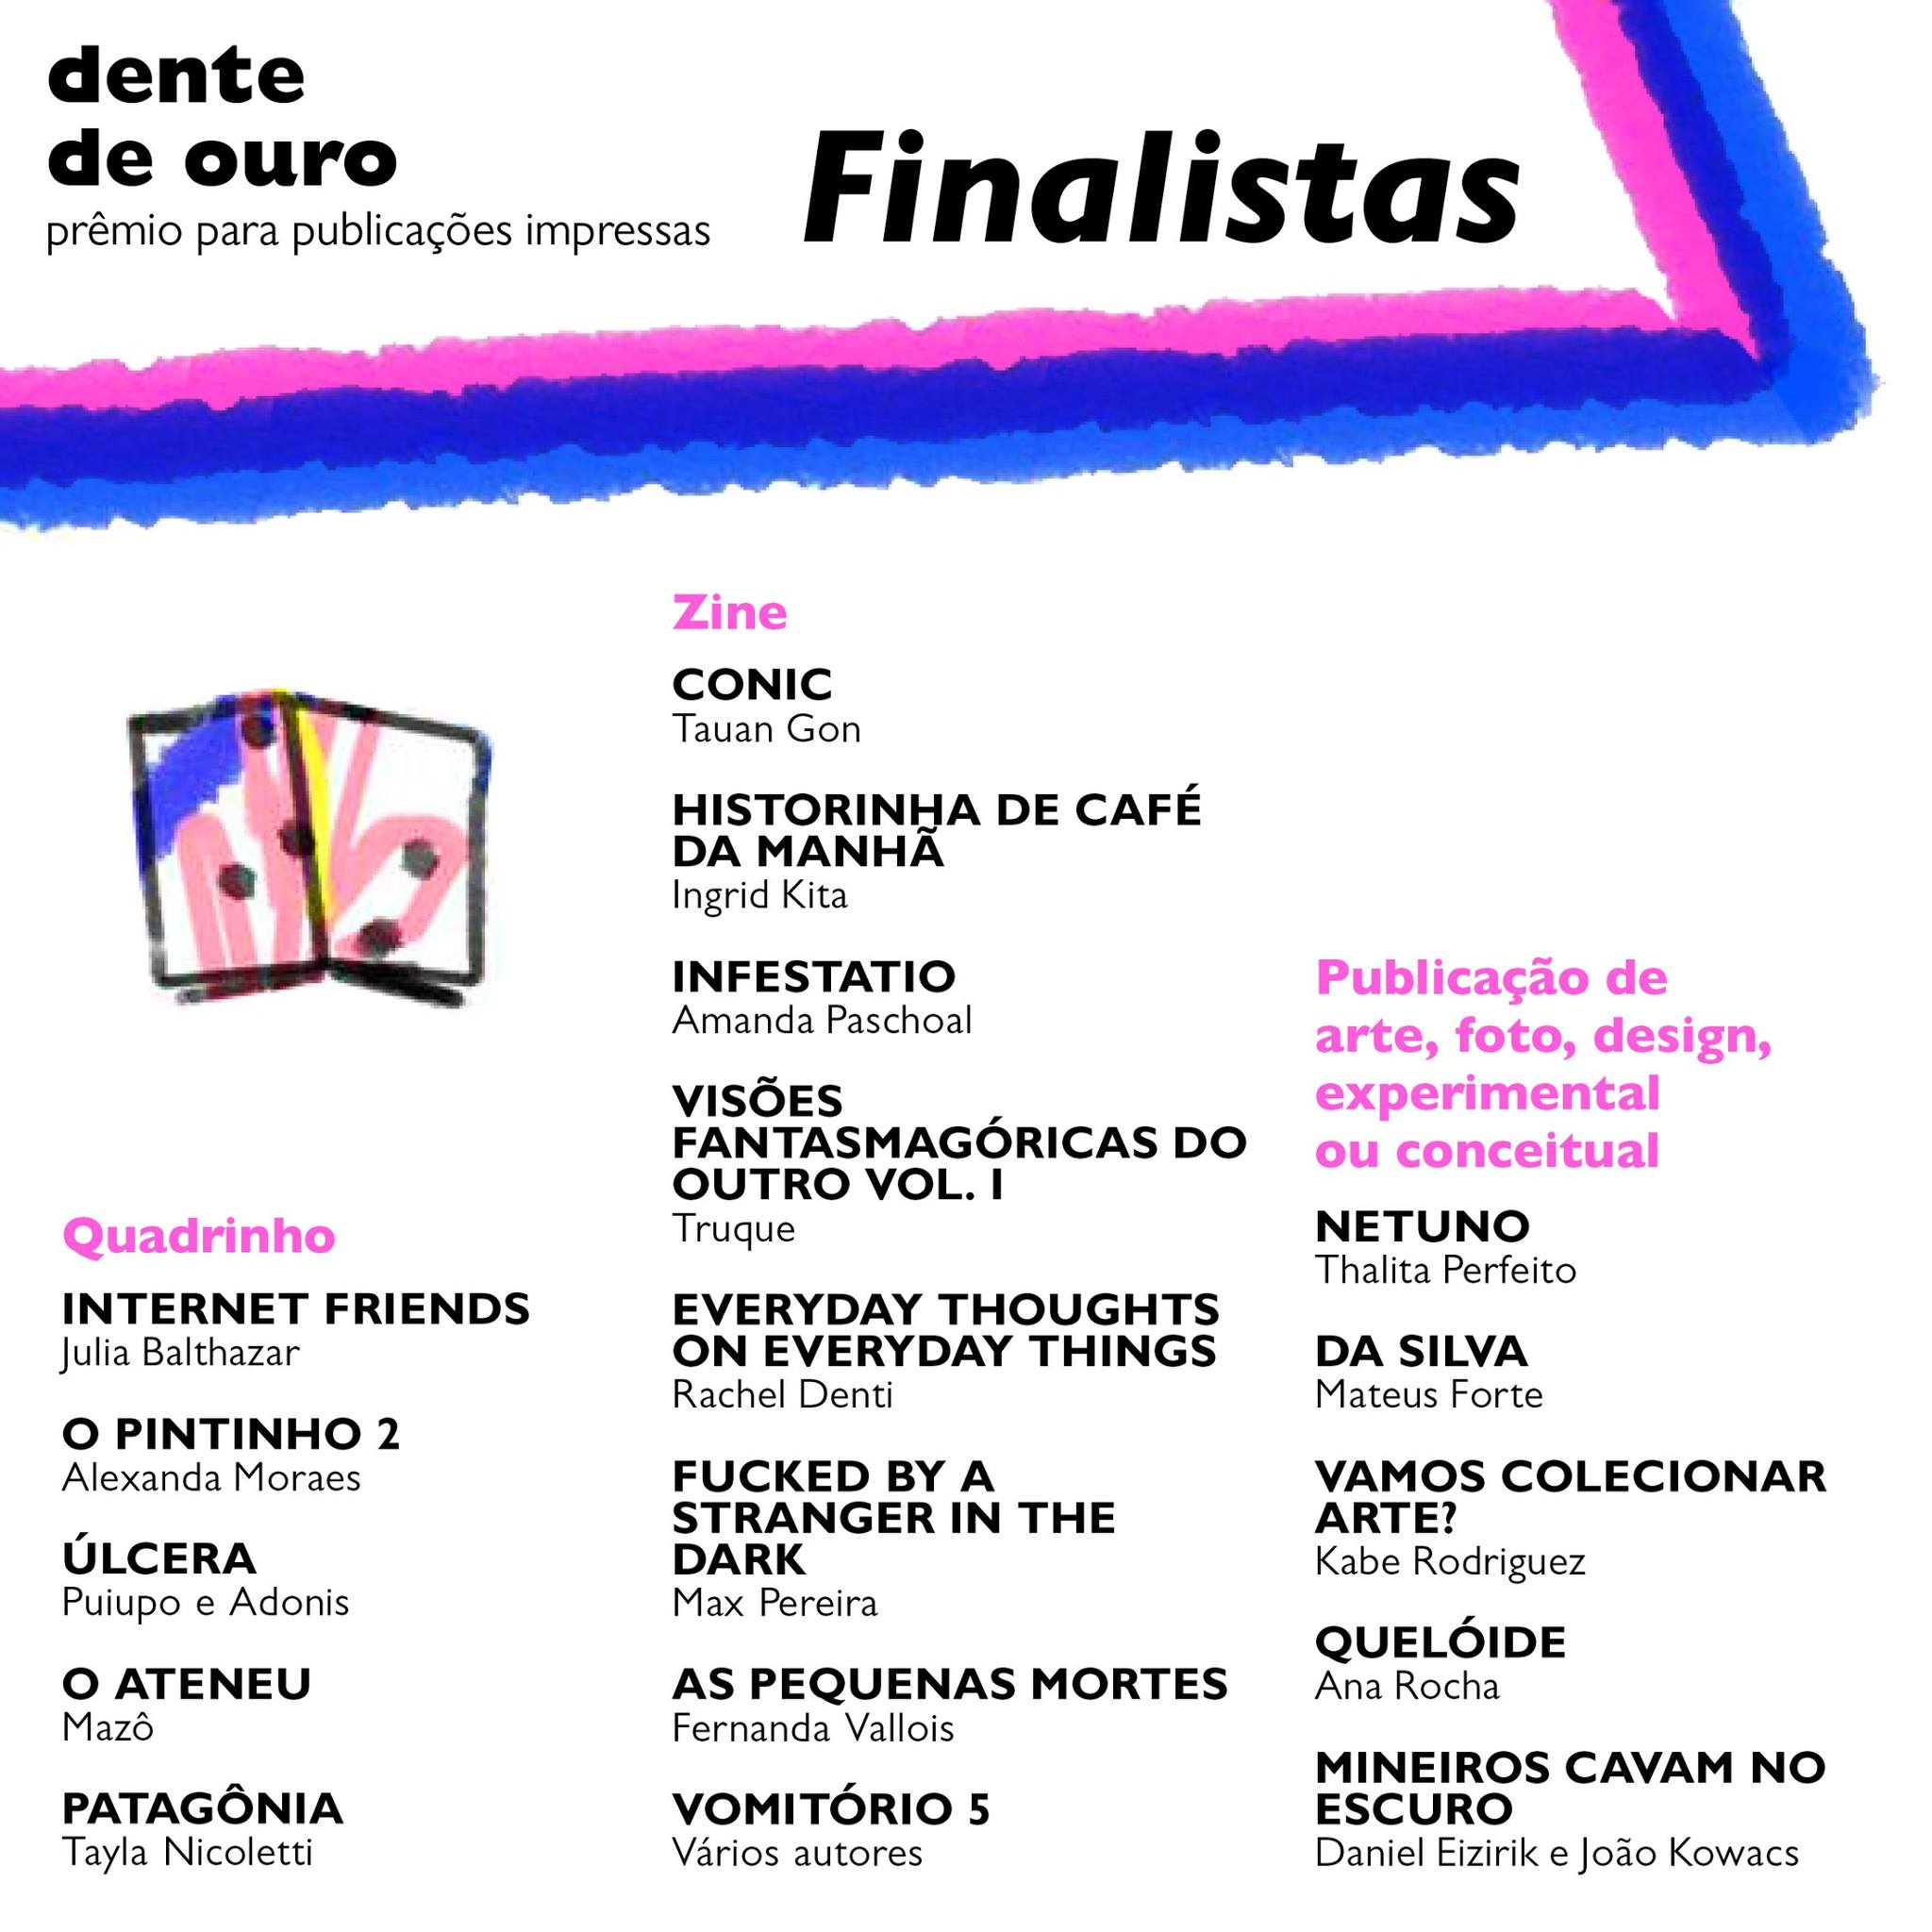 dente
de ouro
prêmio para publicações impressas
Finalistas
Quadrinho
INTERNET FRIENDS
Julia Balthazar
O PINTINHO 2
Alexanda Moraes
ÚLCERA
Puiupo e Adonis
O ATENEU
Mazô
PATAGÔNIA
Tayla Nicoletti
Zine
CONIC
Tauan Gon
HISTORINHA DE CAFÉ
DA MANHÃ
Ingrid Kita
INFESTATIO
Amanda Paschoal
VISÕES
FANTASMAGÓRICAS DO
OUTRO VOL. I
Truque
EVERYDAY THOUGHTS
ON EVERYDAY THINGS
Rachel Denti
FUCKED BY A
STRANGER IN THE
DARK
Max Pereira
AS PEQUENAS MORTES
Fernanda Vallois
VOMITÓRIO 5
Vários autores
Publicação de
arte, foto, design,
experimental
ou conceitual
NETUNO
Thalita Perfeito
DA SILVA
Mateus Forte
VAMOS COLECIONAR
ARTE?
Kabe Rodriguez
QUELÓIDE
Ana Rocha
MINEIROS CAVAM NO
ESCURO
Daniel Eizirik e João Kowacs